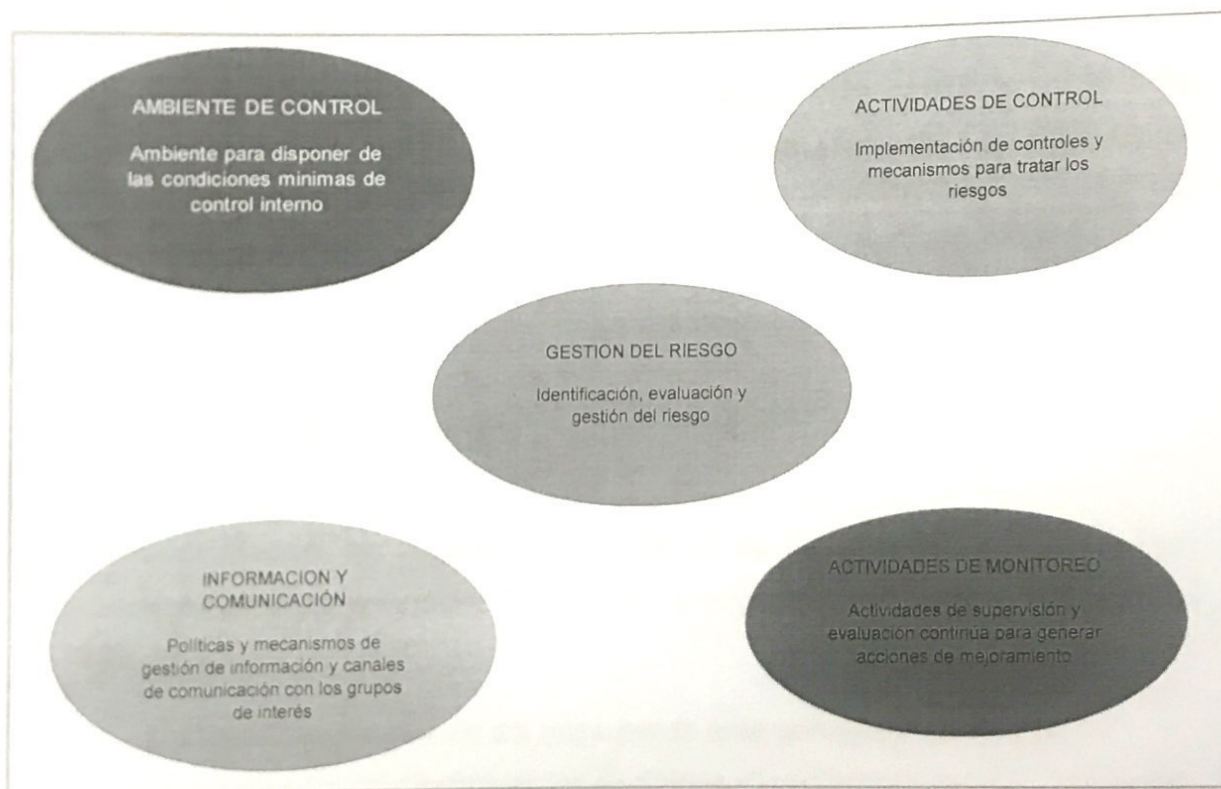 AMBIENTE DE CONTROL
Ambiente para disponer de
las condiciones minimas de
control interno
ACTIVIDADES DE CONTROL
Implementación de controles y
mecanismos para tratar los
riesgos
GESTION DEL RIESGO
Identificación, evaluación y
gestión del riesgo
INFORMACION Y
COMUNICACIÓN
Políticas y mecanismos de
gestión de información y canales
de comunicación con los grupos
de interés
ACTIVIDADES DE MONITOREO
Actividades de supervisión y
evaluación continúa para generar
acciones de mejoramiento